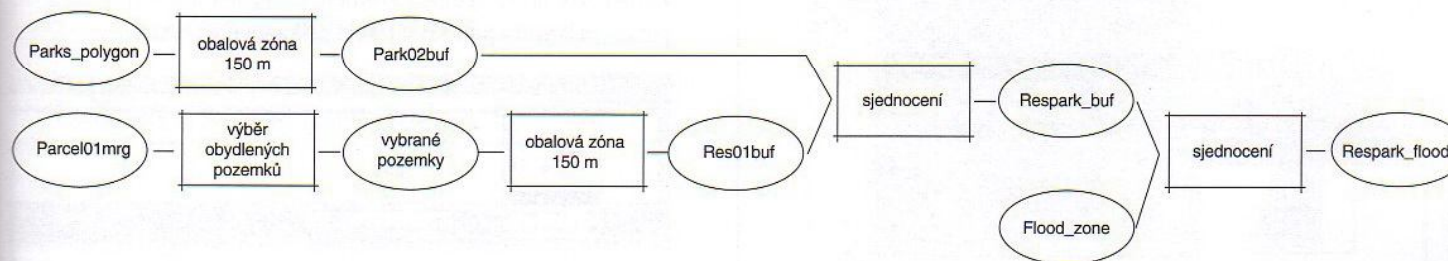 Parks_polygon
obalová zóna
150 m
Park02buf
Parcel01mrg
výběr
obydlených
pozemků
vybrané
pozemky
obalová zóna
150 m
Res01buf
sjednocení
Respark_buf
Flood_zone
sjednocení
Respark_flood